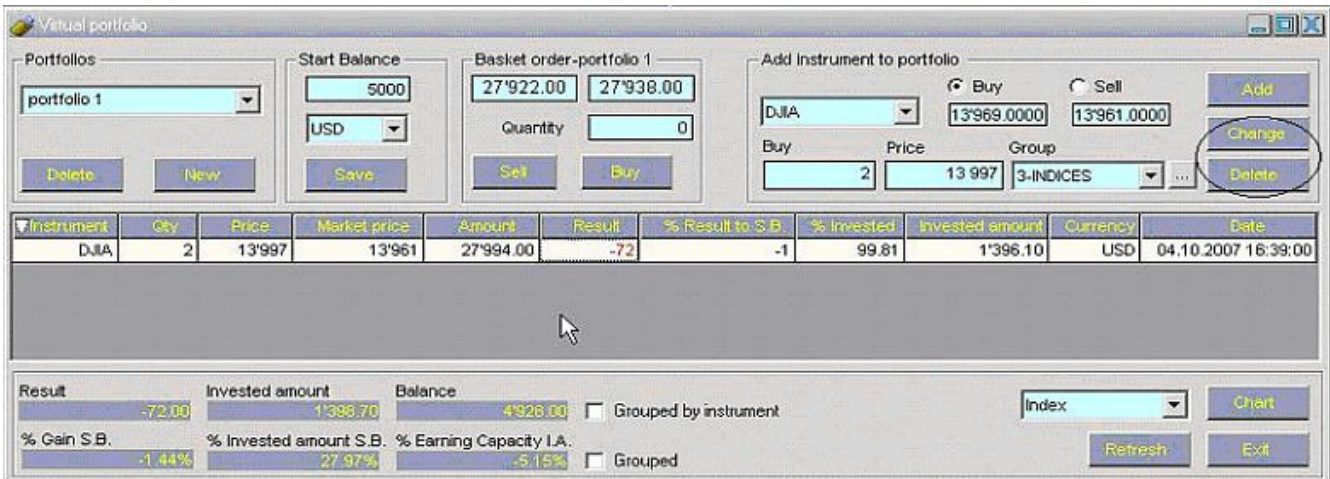 Virtual portfolio
Portfolios
portfolio 1
Delete
New
Start Balance
5000
USD
Save
Basket order-portfolio 1
27'922.00 27'938.00
Quantity 0
Sell Buy
Add Instrument to portfolio
Buy Sell
DJIA 13'969.0000 13'961.0000
Buy Price Group
2 13 997 3-INDICES ...
Add
Change
Delete
Instrument Qty Price Market price Amount Result % Result to S.B. % Invested Invested amount Currency Date
DJIA 2 13'997 13'961 27'994.00 -72 -1 99.81 1'396.10 USD 04.10.2007 16:39:00
Result Invested amount Balance
-72.00 1'398.70 4'928.00 Grouped by instrument
% Gain S.B. % Invested amount S.B. % Earning Capacity I.A.
-1.44% 27.97% -5.15% Grouped
Index Chart
Refresh Exit